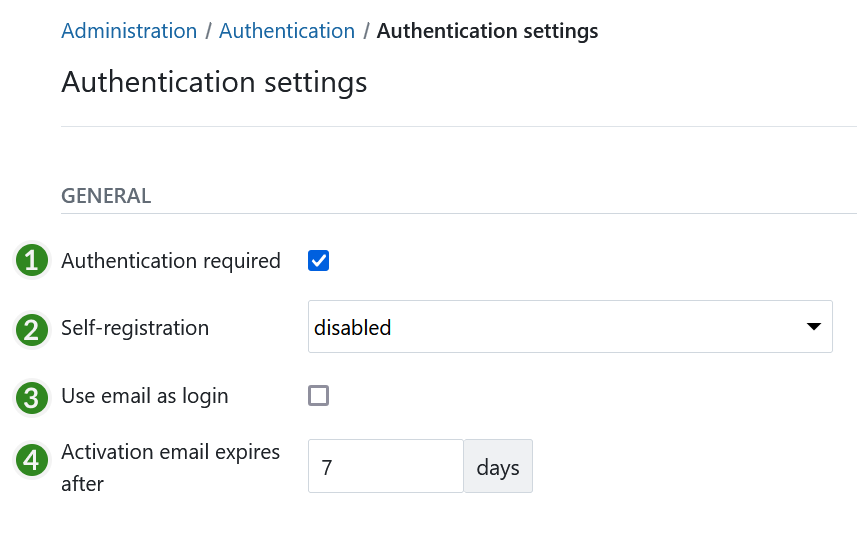 Administration / Authentication / Authentication settings
Authentication settings
GENERAL
1 Authentication required
2 Self-registration disabled
3 Use email as login
4 Activation email expires
after
7 days